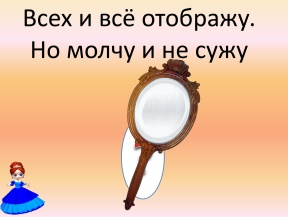 Всех и всё отображу.
Но молчу и не сужу